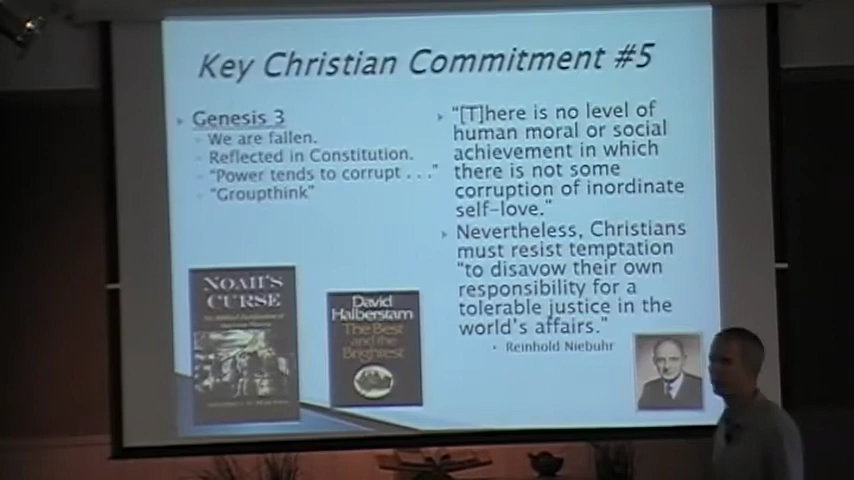 Key Christian Commitment #5
Genesis 3
We are fallen.
Reflected in Constitution.
"Power tends to corrupt . . ."
"Groupthink"
"[T]here is no level of
human moral or social
achievement in which
there is not some
corruption of inordinate
self-love."
Nevertheless, Christians
must resist temptation
"to disavow their own
responsibility for a
tolerable justice in the
world's affairs."
Reinhold Niebuhr
NOAH'S
CURSE
David
Halberstam
The Best
and the
Brightest